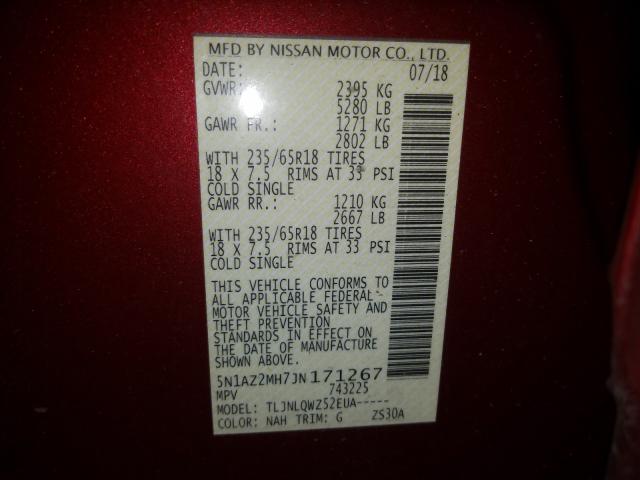 MFD BY NISSAN MOTOR CO., LTD.
DATE: 07/18
GVWR: 2395 KG
5280 LB
GAWR FR.: 1271 KG
2802 LB
WITH 235/65R18 TIRES
18 X 7.5 RIMS AT 33 PSI
COLD SINGLE
GAWR RR.: 1210 KG
2667 LB
WITH 235/65R18 TIRES
18 X 7.5 RIMS AT 33 PSI
COLD SINGLE
THIS VEHICLE CONFORMS TO
ALL APPLICABLE FEDERAL
MOTOR VEHICLE SAFETY AND
THEFT PREVENTION
STANDARDS IN EFFECT ON
THE DATE OF MANUFACTURE
SHOWN ABOVE.
5N1AZ2MH7JN171267
MPV 743225
MODEL: TLJNLQWZ52EUA-----
COLOR: NAH TRIM: G ZS30A